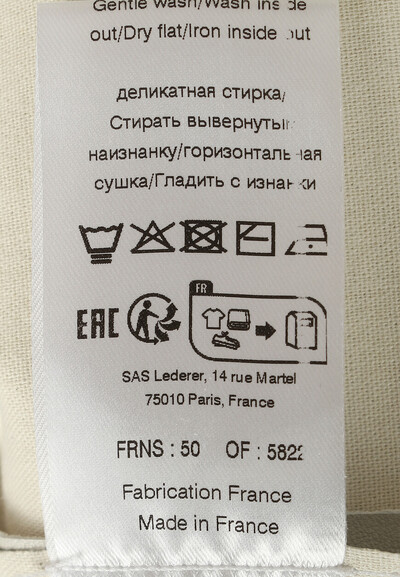 Gentle wash/Wash inside
out/Dry flat/Iron inside out
деликатная стирка/
Стирать вывернутый
наизнанку/горизонтальная
сушка/Гладить с изнанки
EAC
FR
SAS Lederer, 14 rue Martel
75010 Paris, France
FRNS : 50 OF : 5822
Fabrication France
Made in France